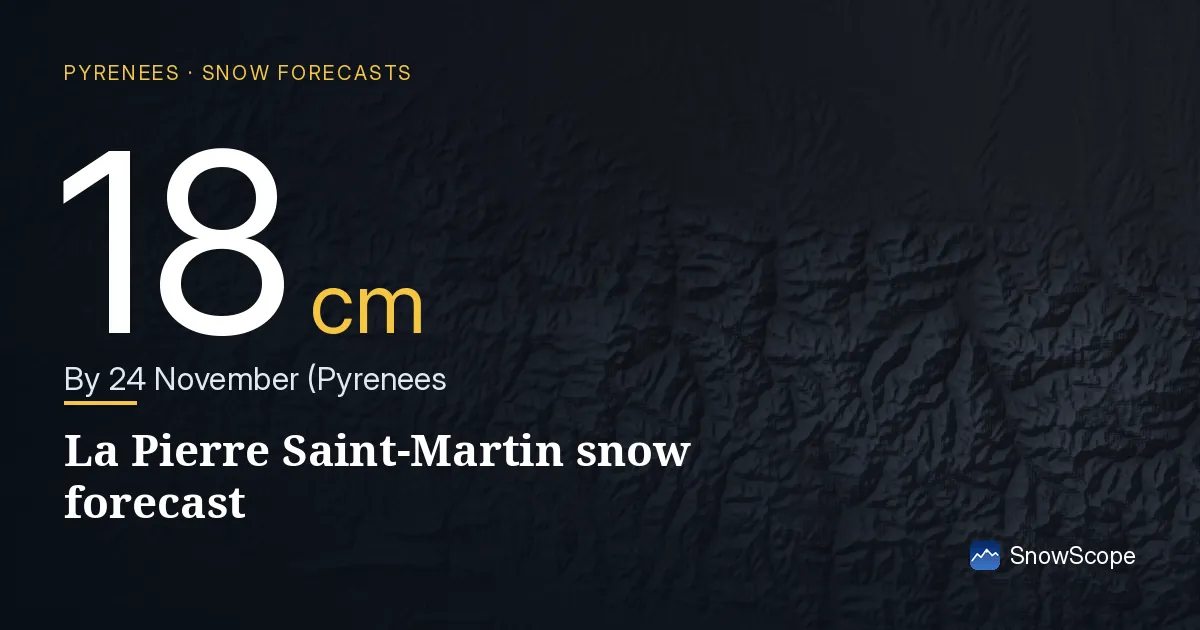 PYRENEES · SNOW FORECASTS
18 cm
By 24 November (Pyrenees
La Pierre Saint-Martin snow
forecast
SnowScope